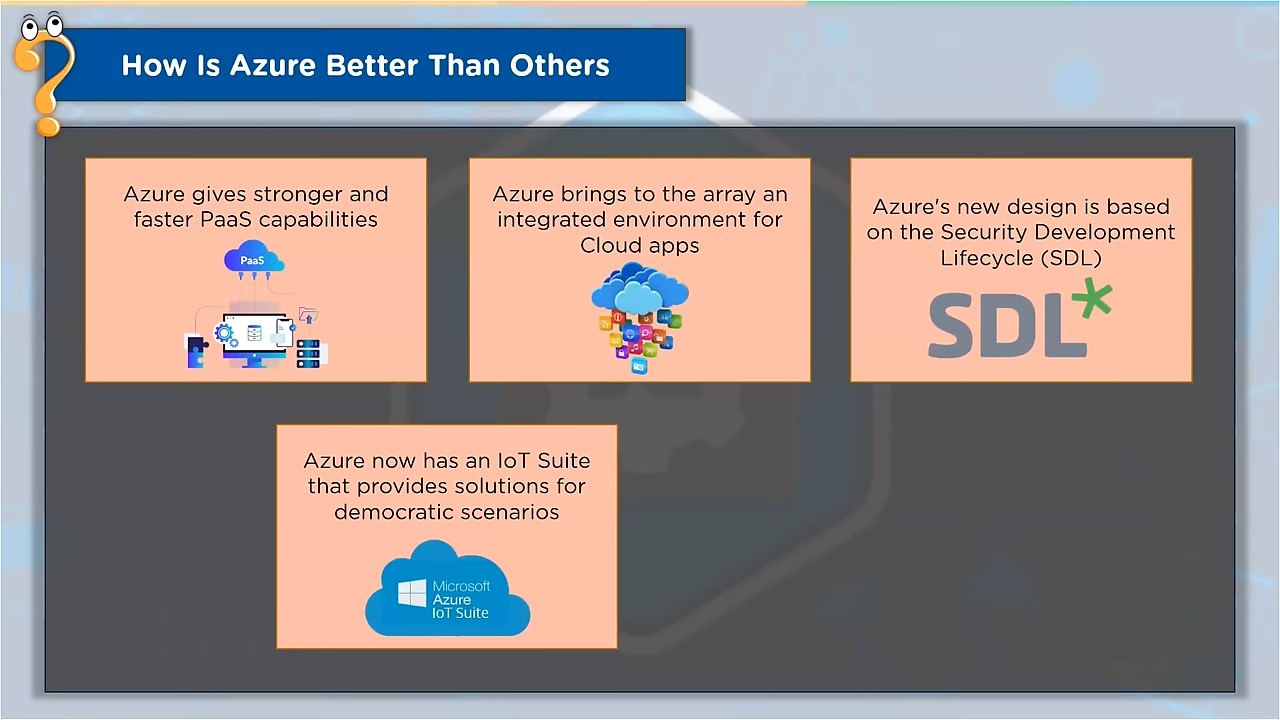 How Is Azure Better Than Others
Azure gives stronger and
faster PaaS capabilities
PaaS
Azure brings to the array an
integrated environment for
Cloud apps
Azure's new design is based
on the Security Development
Lifecycle (SDL)
SDL
Azure now has an IoT Suite
that provides solutions for
democratic scenarios
Microsoft
Azure
IoT Suite